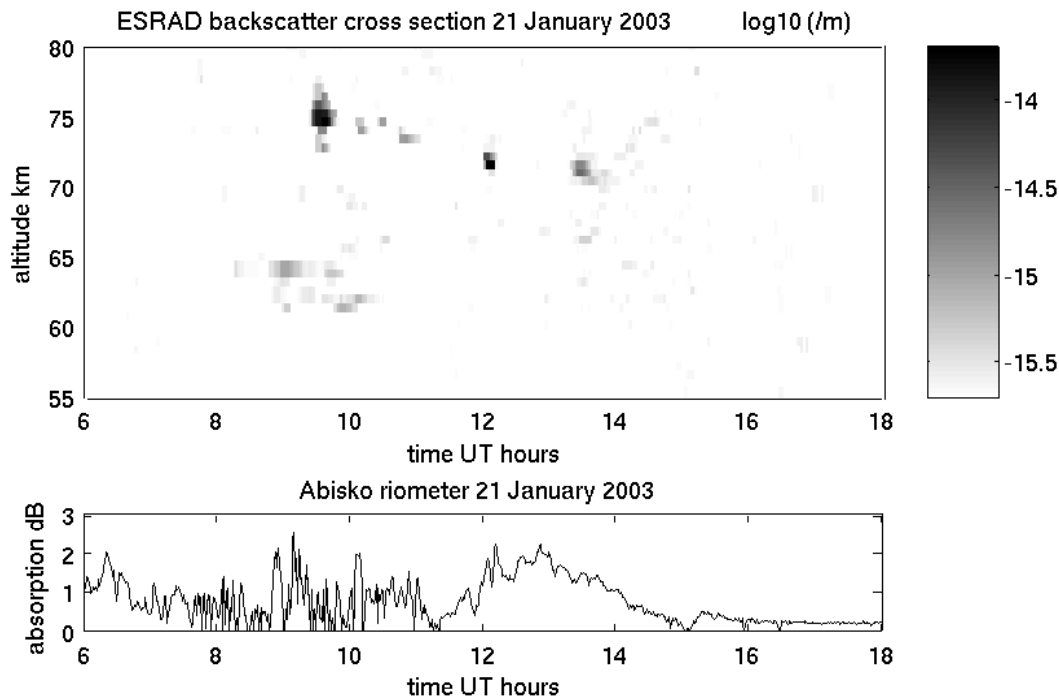 ESRAD backscatter cross section 21 January 2003 log10 (/m)
80
75
70
65
60
55
altitude km
6 8 10 12 14 16 18
time UT hours
-14
-14.5
-15
-15.5
Abisko riometer 21 January 2003
3
2
1
0
absorption dB
6 8 10 12 14 16 18
time UT hours